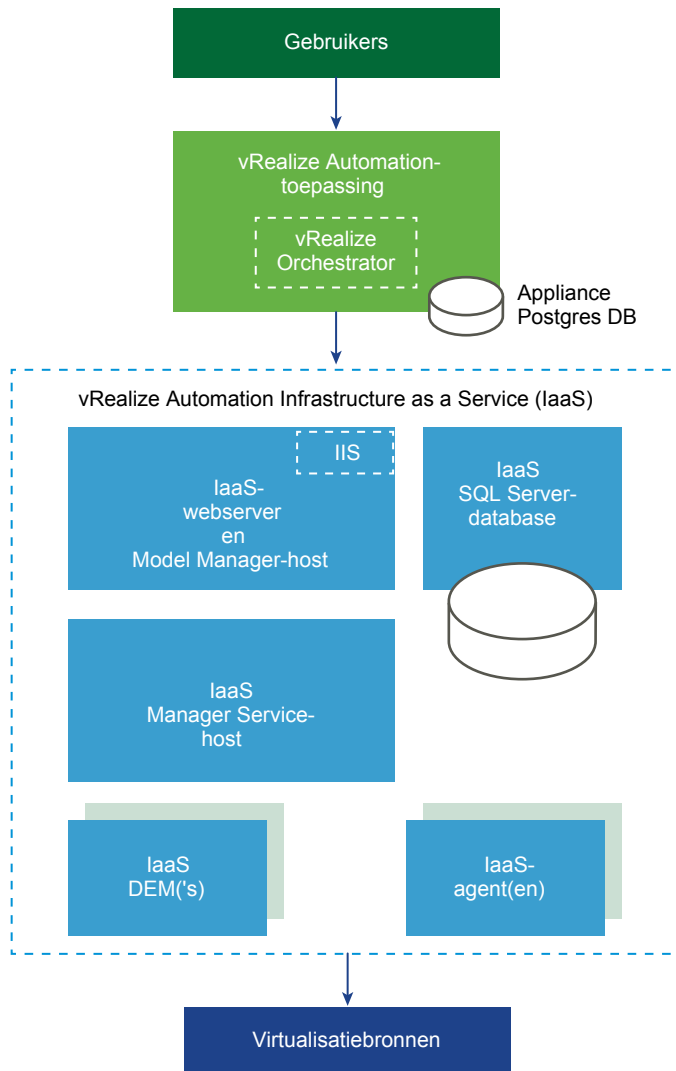 Gebruikers
vRealize Automation-
toepassing
vRealize
Orchestrator
Appliance
Postgres DB
vRealize Automation Infrastructure as a Service (IaaS)
IIS
IaaS-
webserver
en
Model Manager-host
IaaS
SQL Server-
database
IaaS
Manager Service-
host
IaaS
DEM('s)
IaaS-
agent(en)
Virtualisatiebronnen